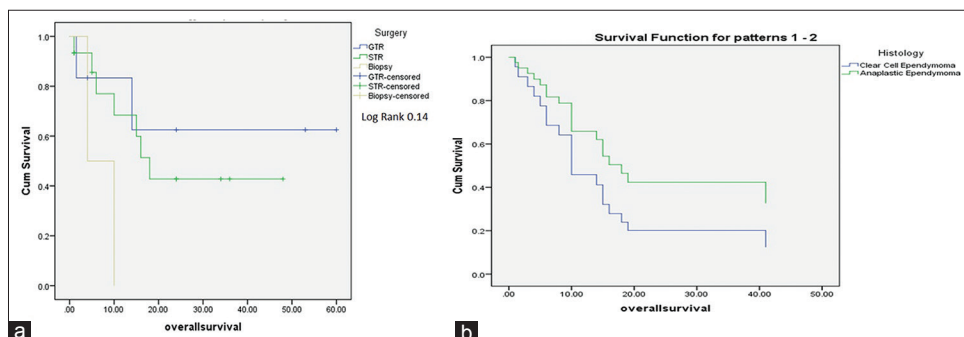 Surgery
GTR
STR
Biopsy
GTR-censored
STR-censored
Biopsy-censored
Log Rank 0.14
1.0
0.8
0.6
0.4
0.2
0.0
Cum Survival
.00 10.00 20.00 30.00 40.00 50.00 60.00
overallsurvival
a
Survival Function for patterns 1 - 2
Histology
Clear Cell Ependymoma
Anaplastic Ependymoma
1.0
0.8
0.6
0.4
0.2
0.0
Cum Survival
.00 10.00 20.00 30.00 40.00 50.00
overallsurvival
b